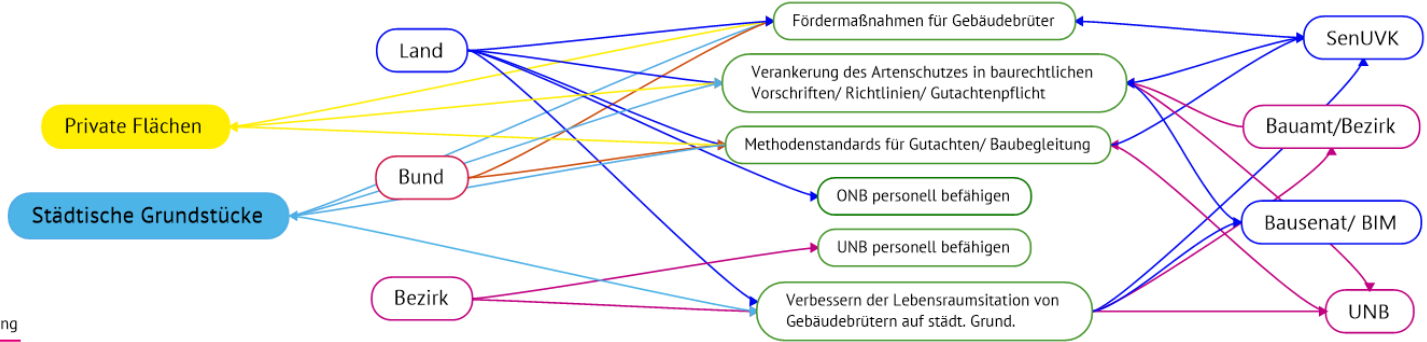 Land
Private Flächen
Bund
Städtische Grundstücke
Bezirk
ng
Fördermaßnahmen für Gebäudebrüter
Verankerung des Artenschutzes in baurechtlichen
Vorschriften/ Richtlinien/ Gutachtenpflicht
Methodenstandards für Gutachten/ Baubegleitung
ONB personell befähigen
UNB personell befähigen
Verbessern der Lebensraumsitation von
Gebäudebrütern auf städt. Grund.
SenUVK
Bauamt/Bezirk
Bausenat/ BIM
UNB